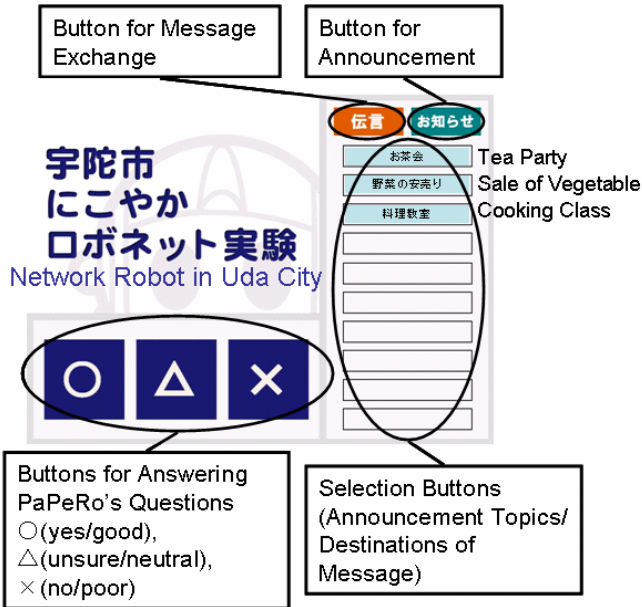 Button for Message
Exchange
Button for
Announcement
伝言
お知らせ
お茶会
Tea Party
野菜の安売り
Sale of Vegetable
料理教室
Cooking Class
宇陀市
にこやか
ロボネット実験
Network Robot in Uda City
○ △ ×
Buttons for Answering
PaPeRo's Questions
○(yes/good),
△(unsure/neutral),
×(no/poor)
Selection Buttons
(Announcement Topics/
Destinations of
Message)